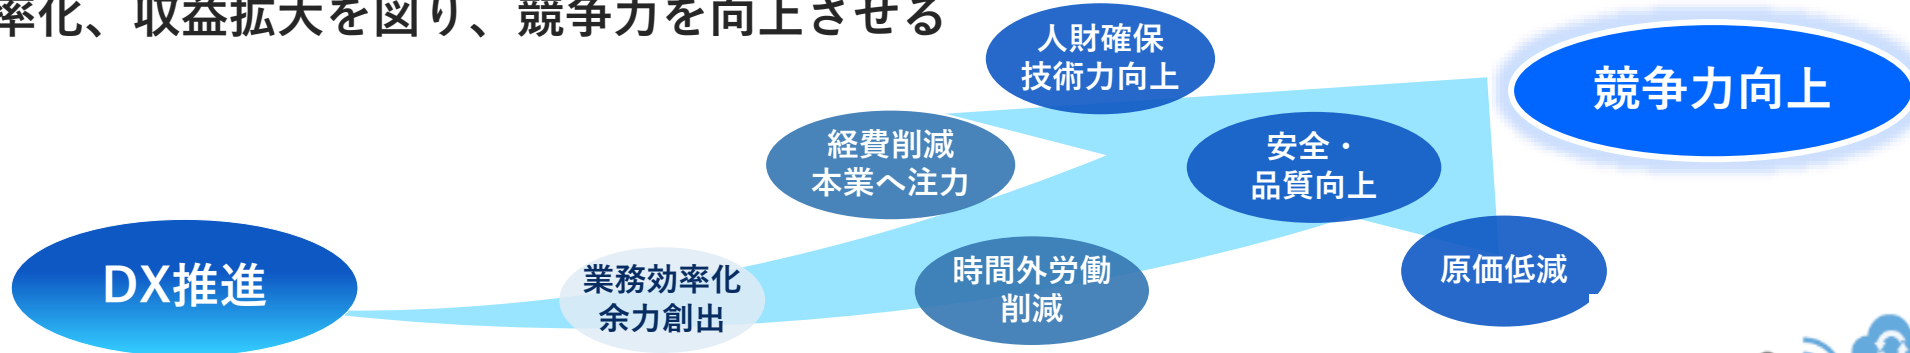 率化、収益拡大を図り、競争力を向上させる
人財確保
技術力向上
競争力向上
経費削減
本業へ注力
安全・
品質向上
DX推進
業務効率化
余力創出
時間外労働
削減
原価低減